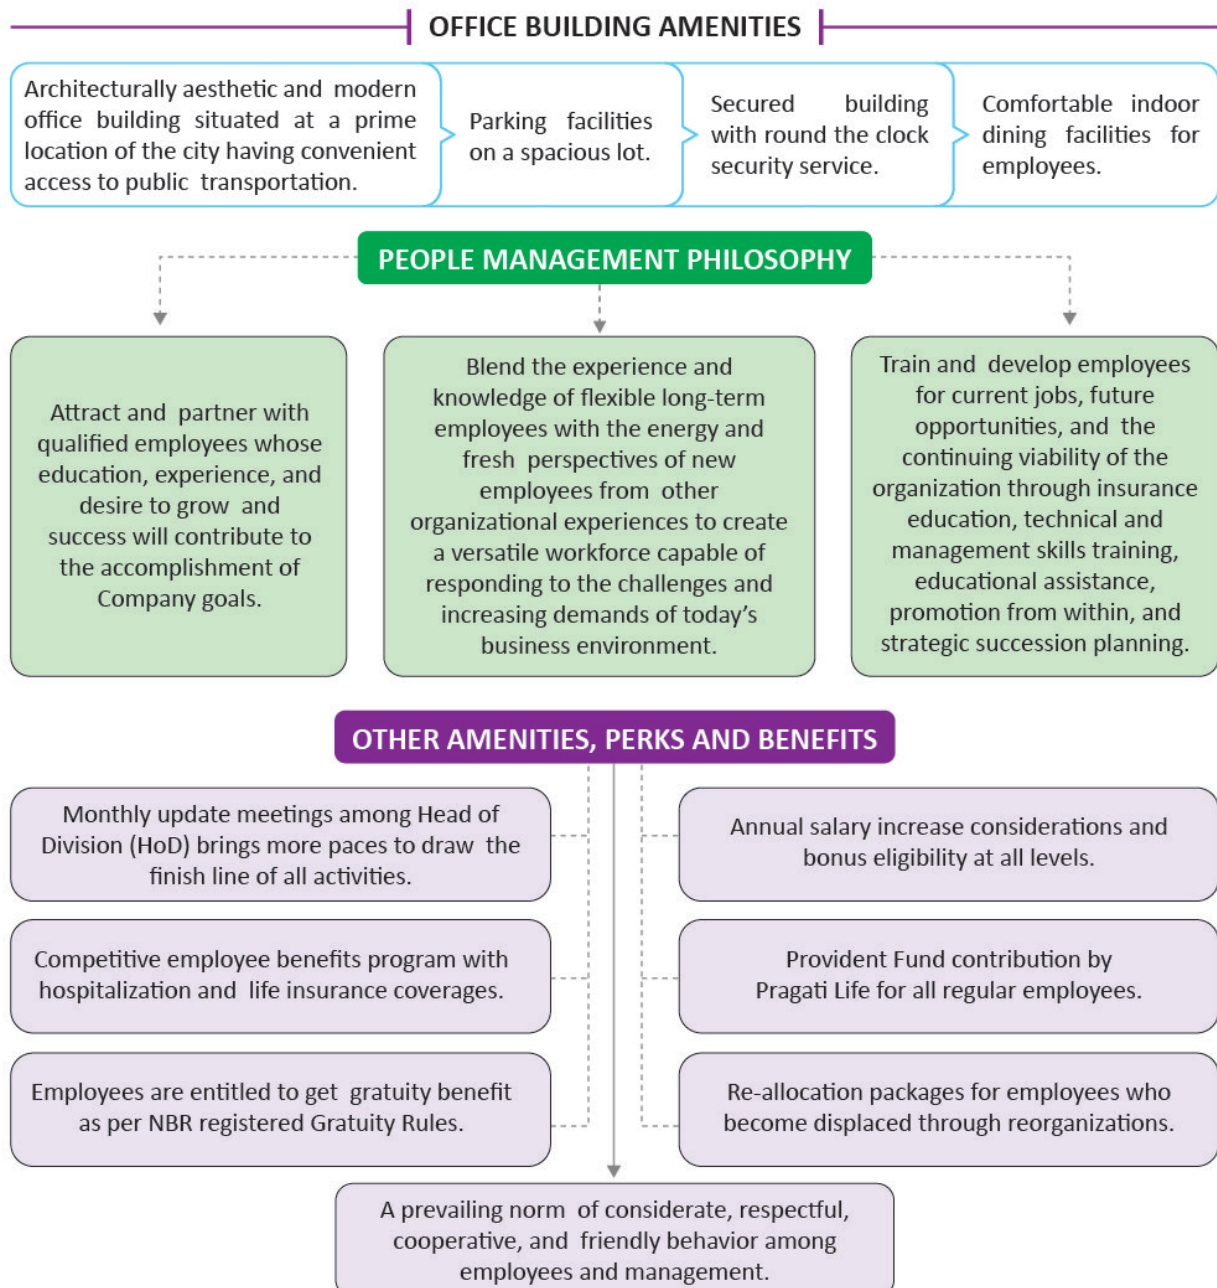 OFFICE BUILDING AMENITIES
Architecturally aesthetic and modern
office building situated at a prime
location of the city having convenient
access to public transportation.
Parking facilities
on a spacious lot.
Secured building
with round the clock
security service.
Comfortable indoor
dining facilities for
employees.
PEOPLE MANAGEMENT PHILOSOPHY
Attract and partner with
qualified employees whose
education, experience, and
desire to grow and
success will contribute to
the accomplishment of
Company goals.
Blend the experience and
knowledge of flexible long-term
employees with the energy and
fresh perspectives of new
employees from other
organizational experiences to create
a versatile workforce capable of
responding to the challenges and
increasing demands of today's
business environment.
Train and develop employees
for current jobs, future
opportunities, and the
continuing viability of the
organization through insurance
education, technical and
management skills training,
educational assistance,
promotion from within, and
strategic succession planning.
OTHER AMENITIES, PERKS AND BENEFITS
Monthly update meetings among Head of
Division (HoD) brings more paces to draw the
finish line of all activities.
Annual salary increase considerations and
bonus eligibility at all levels.
Competitive employee benefits program with
hospitalization and life insurance coverages.
Provident Fund contribution by
Pragati Life for all regular employees.
Employees are entitled to get gratuity benefit
as per NBR registered Gratuity Rules.
Re-allocation packages for employees who
become displaced through reorganizations.
A prevailing norm of considerate, respectful,
cooperative, and friendly behavior among
employees and management.